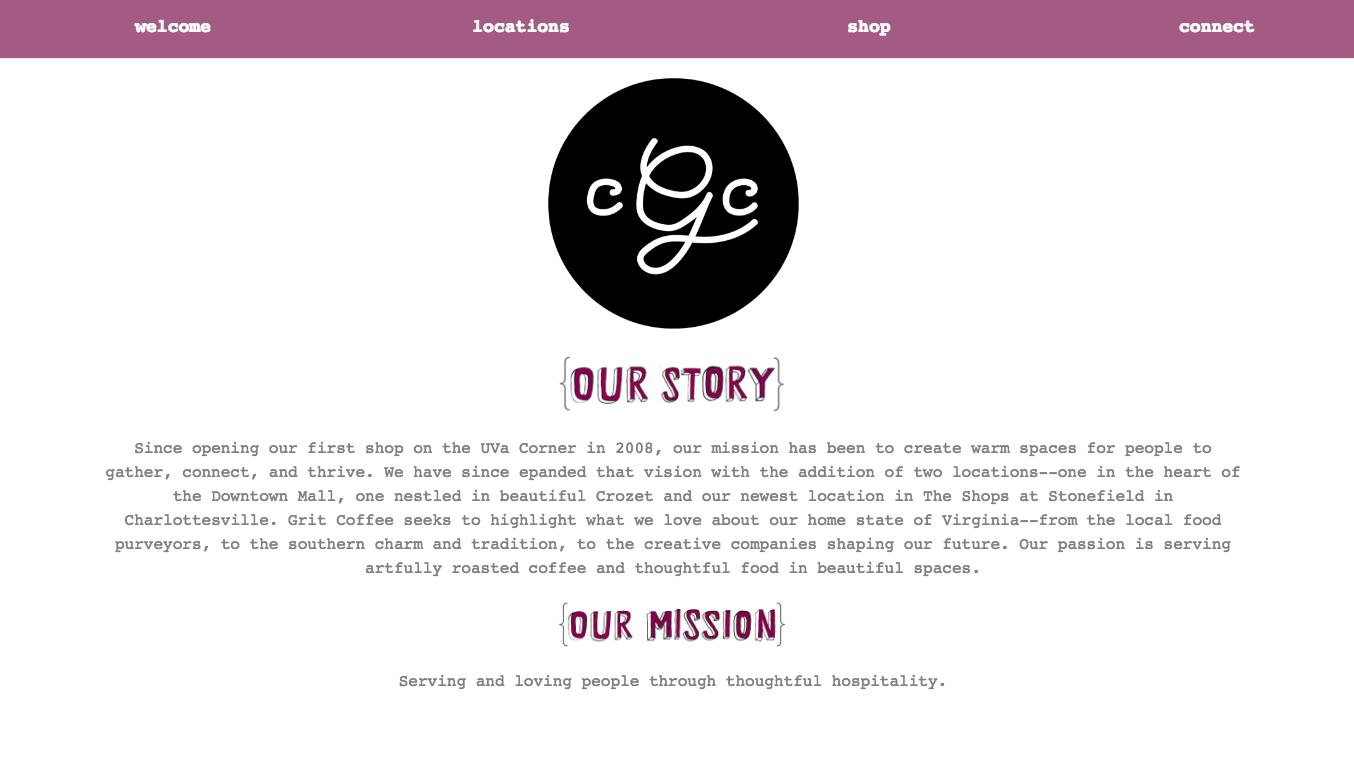 welcome locations shop connect
cGc
{OUR STORY}
Since opening our first shop on the UVa Corner in 2008, our mission has been to create warm spaces for people to
gather, connect, and thrive. We have since epanded that vision with the addition of two locations--one in the heart of
the Downtown Mall, one nestled in beautiful Crozet and our newest location in The Shops at Stonefield in
Charlottesville. Grit Coffee seeks to highlight what we love about our home state of Virginia--from the local food
purveyors, to the southern charm and tradition, to the creative companies shaping our future. Our passion is serving
artfully roasted coffee and thoughtful food in beautiful spaces.
{OUR MISSION}
Serving and loving people through thoughtful hospitality.